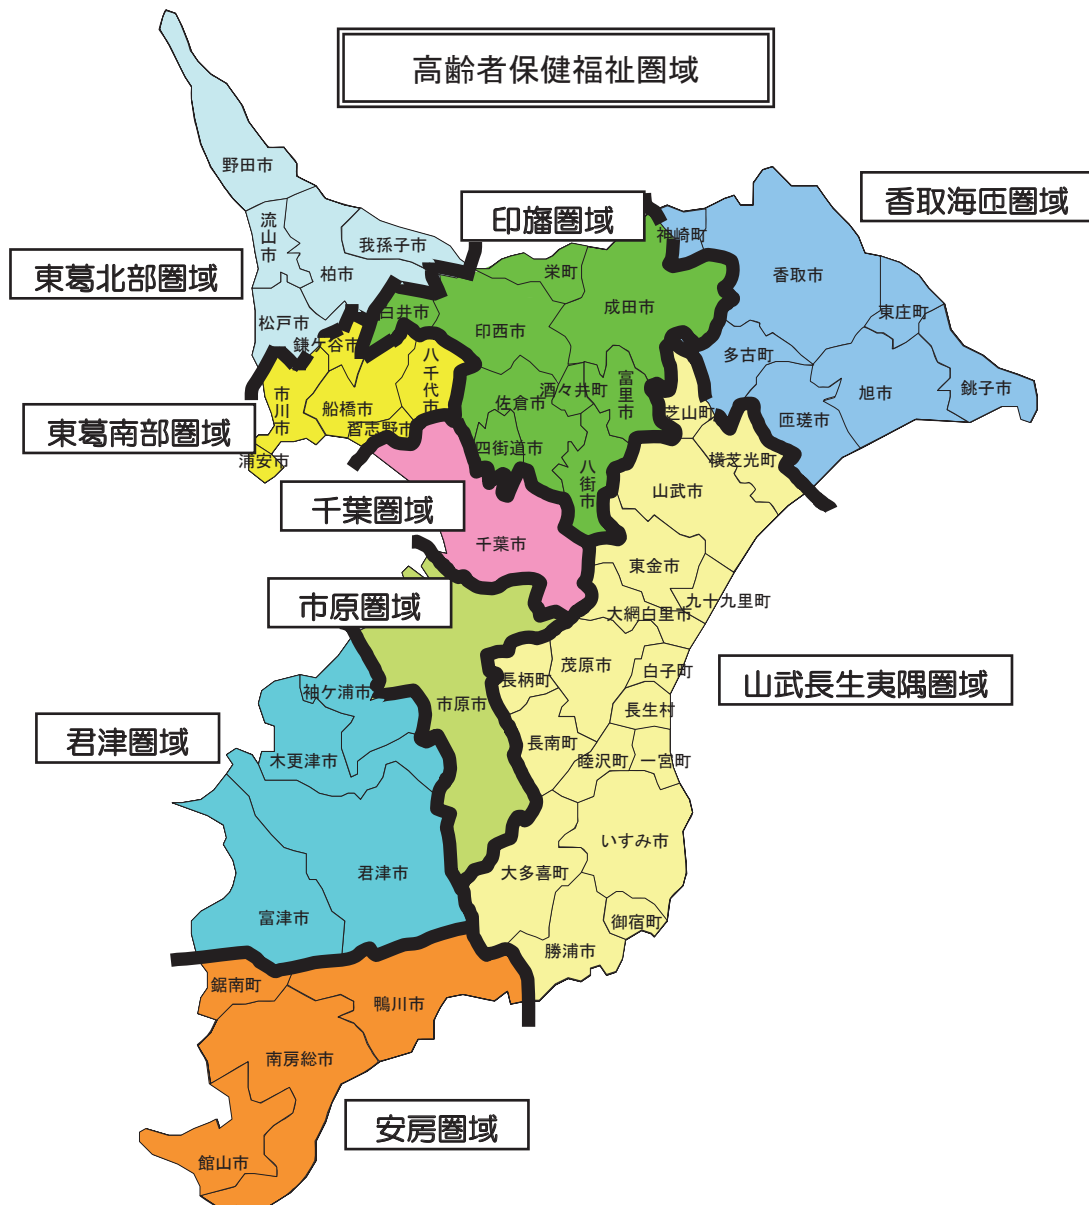 高齢者保健福祉圏域
野田市
流山市
柏市
我孫子市
松戸市
東葛北部圏域
印旛圏域
香取海匝圏域
神崎町
香取市
東庄町
多古町
旭市
銚子市
匝瑳市
栄町
成田市
白井市
印西市
酒々井町
富里市
佐倉市
四街道市
八街市
鎌ケ谷市
八千代市
市川市
船橋市
習志野市
浦安市
東葛南部圏域
千葉圏域
千葉市
芝山町
横芝光町
山武市
東金市
九十九里町
大網白里市
市原圏域
市原市
茂原市
白子町
長柄町
長生村
長南町
睦沢町
一宮町
山武長生夷隅圏域
いすみ市
大多喜町
御宿町
勝浦市
君津圏域
袖ケ浦市
木更津市
君津市
富津市
鋸南町
鴨川市
南房総市
館山市
安房圏域